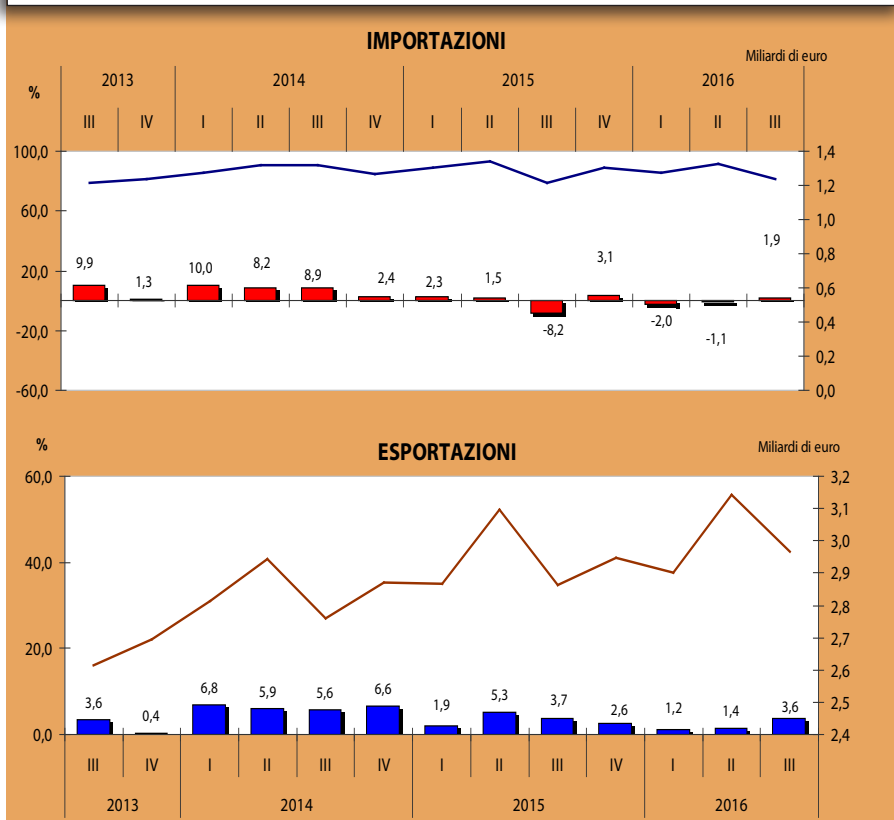 IMPORTAZIONI
Miliardi di euro
2013 2014 2015 2016
%
III IV I II III IV I II III IV I II III
100,0 1,4
1,2
60,0 1,0
9,9 1,3 10,0 8,2 8,9 2,4 2,3 1,5 -8,2 3,1 -2,0 -1,1 1,9
0,8
20,0
0,6
-20,0 0,4
0,2
-60,0 0,0
%
ESPORTAZIONI
Miliardi di euro
60,0 3,2
3,1
3,0
40,0 2,9
2,8
20,0 2,7
2,6
3,6 0,4 6,8 5,9 5,6 6,6 1,9 5,3 3,7 2,6 1,2 1,4 3,6
2,5
0,0 2,4
III IV I II III IV I II III IV I II III
2013 2014 2015 2016